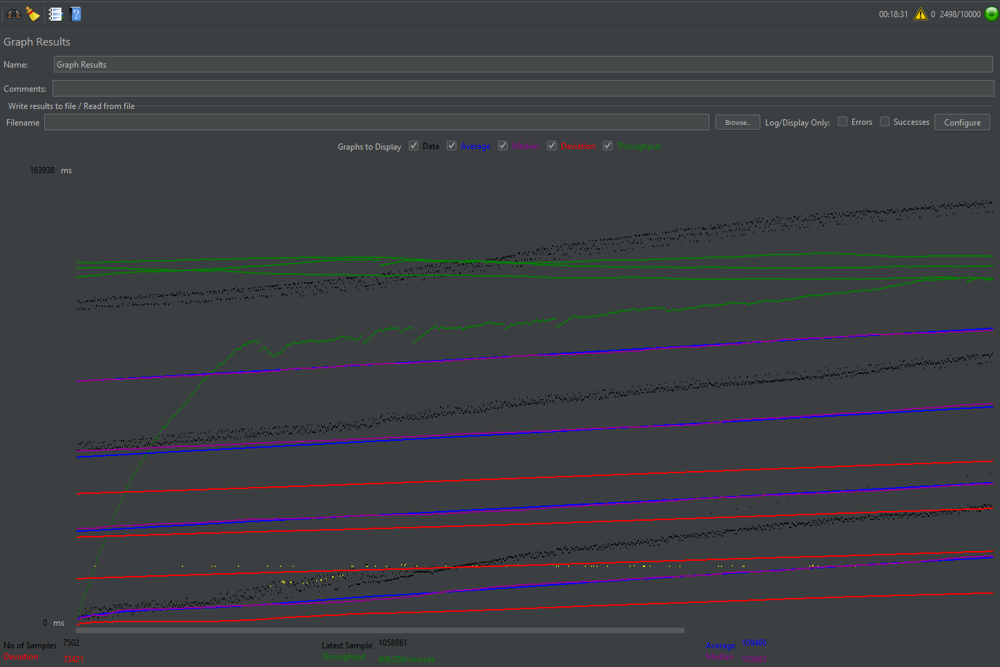 00:18:31 0 2498/10000
Graph Results
Name: Graph Results
Comments:
Write results to file / Read from file
Filename Browse... Log/Display Only: Errors Successes Configure
Graphs to Display Data Average Median Deviation Throughput
163938 ms
0 ms
No of Samples 7502 Latest Sample 1058861 Average 109460
Deviation 73421 Throughput 406.056/minute Median